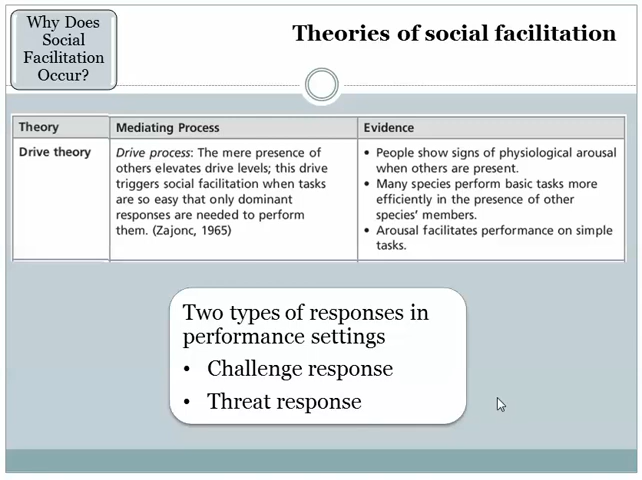 Why Does
Social
Facilitation
Occur?
Theories of social facilitation
Theory
Mediating Process
Evidence
Drive theory
Drive process: The mere presence of
others elevates drive levels; this drive
triggers social facilitation when tasks
are so easy that only dominant
responses are needed to perform
them. (Zajonc, 1965)
• People show signs of physiological arousal
when others are present.
• Many species perform basic tasks more
efficiently in the presence of other
species’ members.
• Arousal facilitates performance on simple
tasks.
Two types of responses in
performance settings
• Challenge response
• Threat response